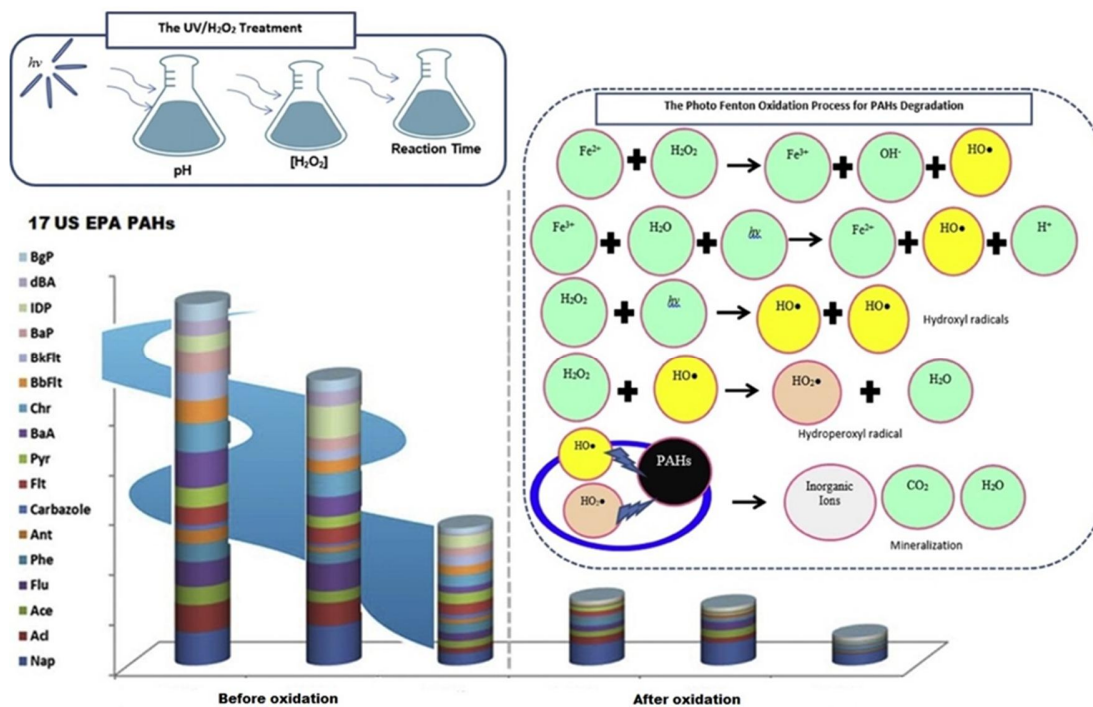 The UV/H₂O₂ Treatment
hv
pH
[H₂O₂]
Reaction Time
17 US EPA PAHs
BgP
dBA
IDP
BaP
BkFlt
BbFlt
Chr
BaA
Pyr
Flt
Carbazole
Ant
Phe
Flu
Ace
Acl
Nap
Before oxidation
After oxidation
The Photo Fenton Oxidation Process for PAHs Degradation
Fe²⁺ + H₂O₂ → Fe³⁺ + OH⁻ + HO●
Fe³⁺ + H₂O + hv → Fe²⁺ + HO● + H⁺
H₂O₂ + hv → HO● + HO●
Hydroxyl radicals
H₂O₂ + HO● → HO₂● + H₂O
Hydroperoxyl radical
HO●
PAHs
HO₂●
→ Inorganic Ions CO₂ H₂O
Mineralization